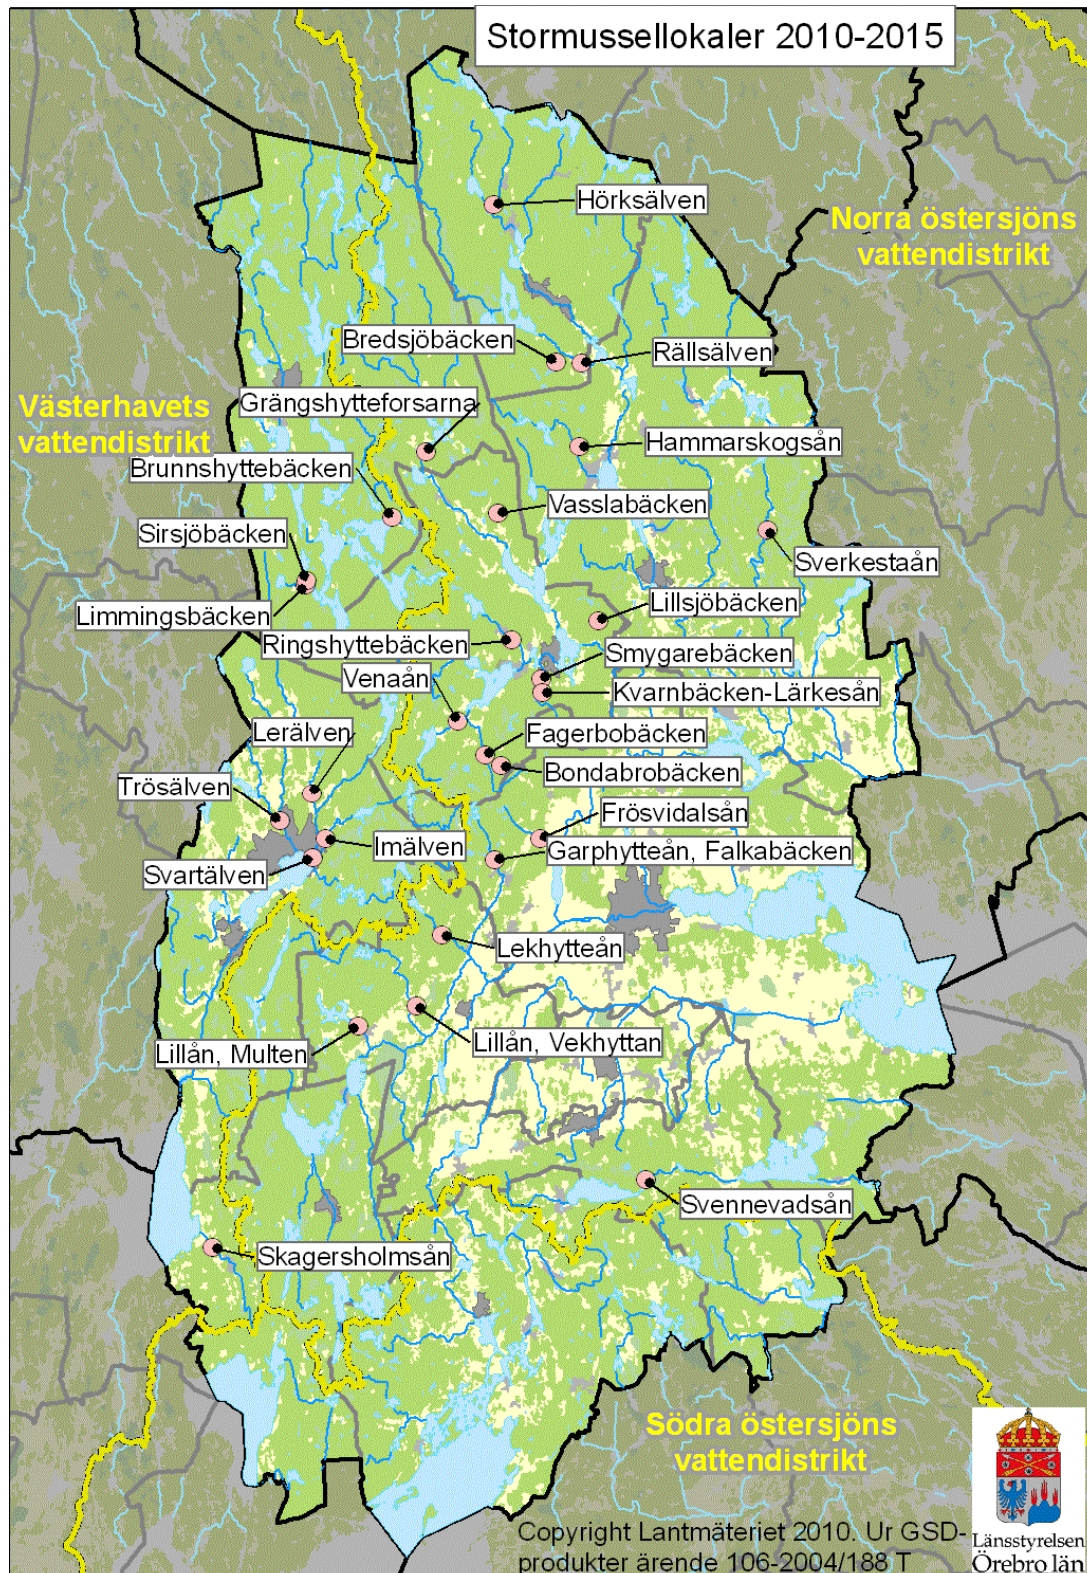 Stormussellokaler 2010-2015
Hörksälven
Norra östersjöns
vattendistrikt
Bredsjöbäcken
Rällsälven
Grängshytteforsarna
Västerhavets
vattendistrikt
Hammarskogsån
Brunnshyttebäcken
Vasslabäcken
Sirsjöbäcken
Sverkestaån
Limmingsbäcken
Lillsjöbäcken
Ringshyttebäcken
Smygarebäcken
Venaån
Kvarnbäcken-Lärkesån
Lerälven
Fagerbobäcken
Bondabrobäcken
Trösälven
Frösvidalsån
Imälven
Garphytteån, Falkabäcken
Svartälven
Lekhytteån
Lillån, Vekhyttan
Lillån, Multen
Svennevadsån
Skagersholmsån
Södra östersjöns
vattendistrikt
Copyright Lantmäteriet 2010. Ur GSD-
produkter ärende 106-2004/188 T
Länsstyrelsen
Örebro län